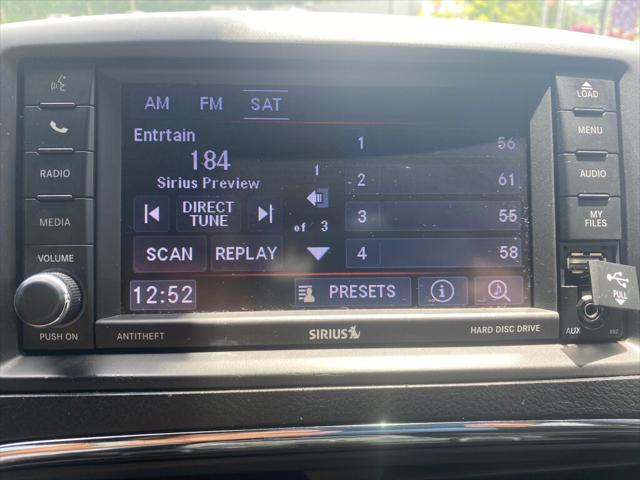 AM FM SAT
Entrtain
184
Sirius Preview
1
of 3
DIRECT
TUNE
SCAN REPLAY
12:52
1 56
2 61
3 55
4 58
PRESETS
RADIO
MEDIA
VOLUME
PUSH ON
LOAD
MENU
AUDIO
MY
FILES
PULL
AUX
ANTITHEFT
SIRIUS
HARD DISC DRIVE